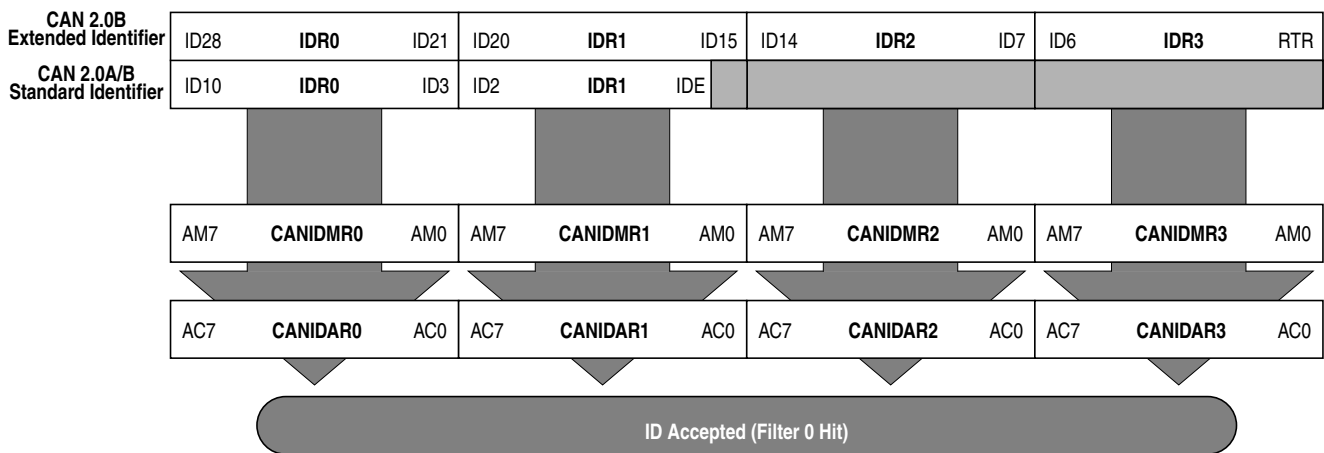 CAN 2.0B
Extended Identifier ID28 IDR0 ID21 ID20 IDR1 ID15 ID14 IDR2 ID7 ID6 IDR3 RTR
CAN 2.0A/B
Standard Identifier ID10 IDR0 ID3 ID2 IDR1 IDE
AM7 CANIDMR0 AM0 AM7 CANIDMR1 AM0 AM7 CANIDMR2 AM0 AM7 CANIDMR3 AM0
AC7 CANIDAR0 AC0 AC7 CANIDAR1 AC0 AC7 CANIDAR2 AC0 AC7 CANIDAR3 AC0
ID Accepted (Filter 0 Hit)